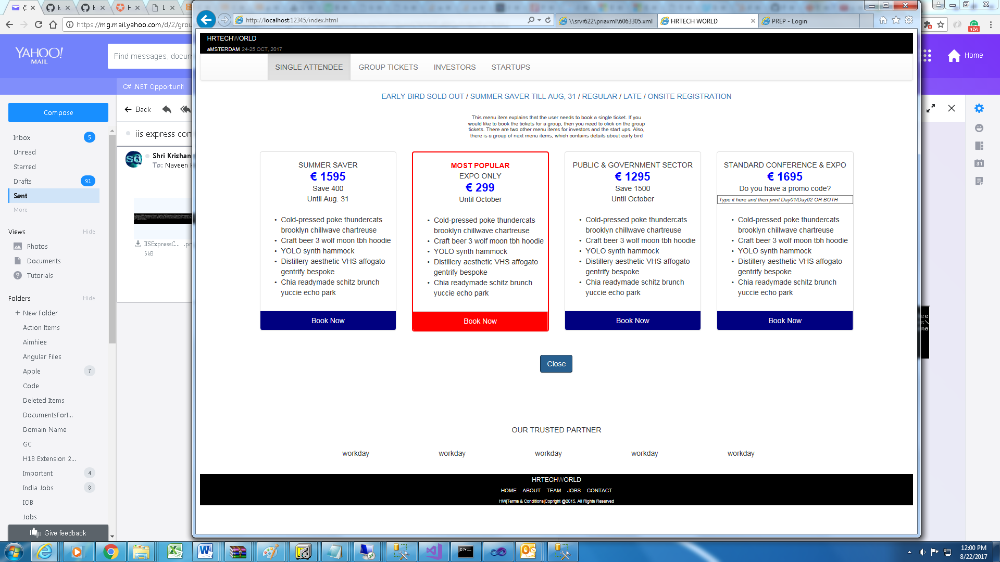 https://mg.mail.yahoo.com/d/2/grou
NEW
YAHOO!
MAIL
Find messages, docum
Home
C# .NET Opportunit
Compose
Back
Inbox 5
Unread
Starred
Drafts 91
Sent
More
Views Hide
Photos
Documents
Tutorials
Folders Hide
+ New Folder
Action Items
Aimhiee
Angular Files
Apple 7
Code
Deleted Items
DocumentsForI...
Domain Name
GC
H1B Extension 2...
Important 4
India Jobs 8
IOB
Jobs
Give feedback
iis express com
Shri Krishan
To: Naveen
IISExpressC... .pn
5kB
http://localhost:12345/index.html
\\srvr622\priaxml\6063305.xml
HRTECH WORLD
PREP - Login
HRTECHWORLD
aMSTERDAM 24-25 OCT, 2017
SINGLE ATTENDEE GROUP TICKETS INVESTORS STARTUPS
EARLY BIRD SOLD OUT / SUMMER SAVER TILL AUG, 31 / REGULAR / LATE / ONSITE REGISTRATION
This menu item explains that the user needs to book a single ticket. If you
would like to book the tickets for a group, then you need to click on the group
tickets. There are two other menu items for investors and the start ups. Also,
there is a group of next menu items, which contains details about early bird
SUMMER SAVER
€ 1595
Save 400
Until Aug. 31
• Cold-pressed poke thundercats
brooklyn chillwave chartreuse
• Craft beer 3 wolf moon tbh hoodie
• YOLO synth hammock
• Distillery aesthetic VHS affogato
gentrify bespoke
• Chia readymade schitz brunch
yuccie echo park
Book Now
MOST POPULAR
EXPO ONLY
€ 299
Until October
• Cold-pressed poke thundercats
brooklyn chillwave chartreuse
• Craft beer 3 wolf moon tbh hoodie
• YOLO synth hammock
• Distillery aesthetic VHS affogato
gentrify bespoke
• Chia readymade schitz brunch
yuccie echo park
Book Now
PUBLIC & GOVERNMENT SECTOR
€ 1295
Save 1500
Until October
• Cold-pressed poke thundercats
brooklyn chillwave chartreuse
• Craft beer 3 wolf moon tbh hoodie
• YOLO synth hammock
• Distillery aesthetic VHS affogato
gentrify bespoke
• Chia readymade schitz brunch
yuccie echo park
Book Now
STANDARD CONFERENCE & EXPO
€ 1695
Do you have a promo code?
Type it here and then print Day01/Day02 OR BOTH
• Cold-pressed poke thundercats
brooklyn chillwave chartreuse
• Craft beer 3 wolf moon tbh hoodie
• YOLO synth hammock
• Distillery aesthetic VHS affogato
gentrify bespoke
• Chia readymade schitz brunch
yuccie echo park
Book Now
Close
OUR TRUSTED PARTNER
workday workday workday workday workday
HRTECHWORLD
HOME ABOUT TEAM JOBS CONTACT
HW|Terms & Conditions|Copright @2015. All Rights Reserved
31
12:00 PM
8/22/2017